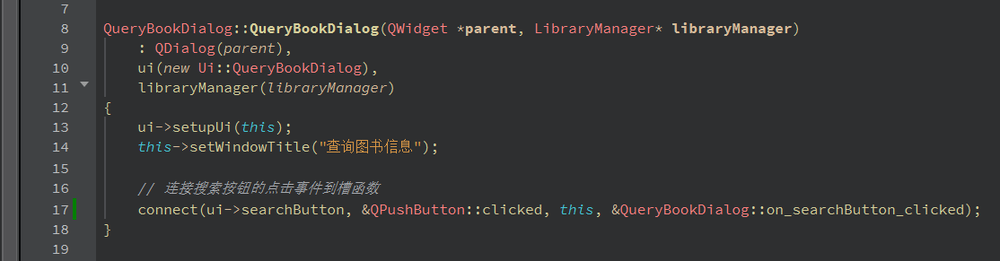 7
8 QueryBookDialog::QueryBookDialog(QWidget *parent, LibraryManager* libraryManager)
9     : QDialog(parent),
10     ui(new Ui::QueryBookDialog),
11     libraryManager(libraryManager)
12 {
13     ui->setupUi(this);
14     this->setWindowTitle("查询图书信息");
15
16     // 连接搜索按钮的点击事件到槽函数
17     connect(ui->searchButton, &QPushButton::clicked, this, &QueryBookDialog::on_searchButton_clicked);
18 }
19